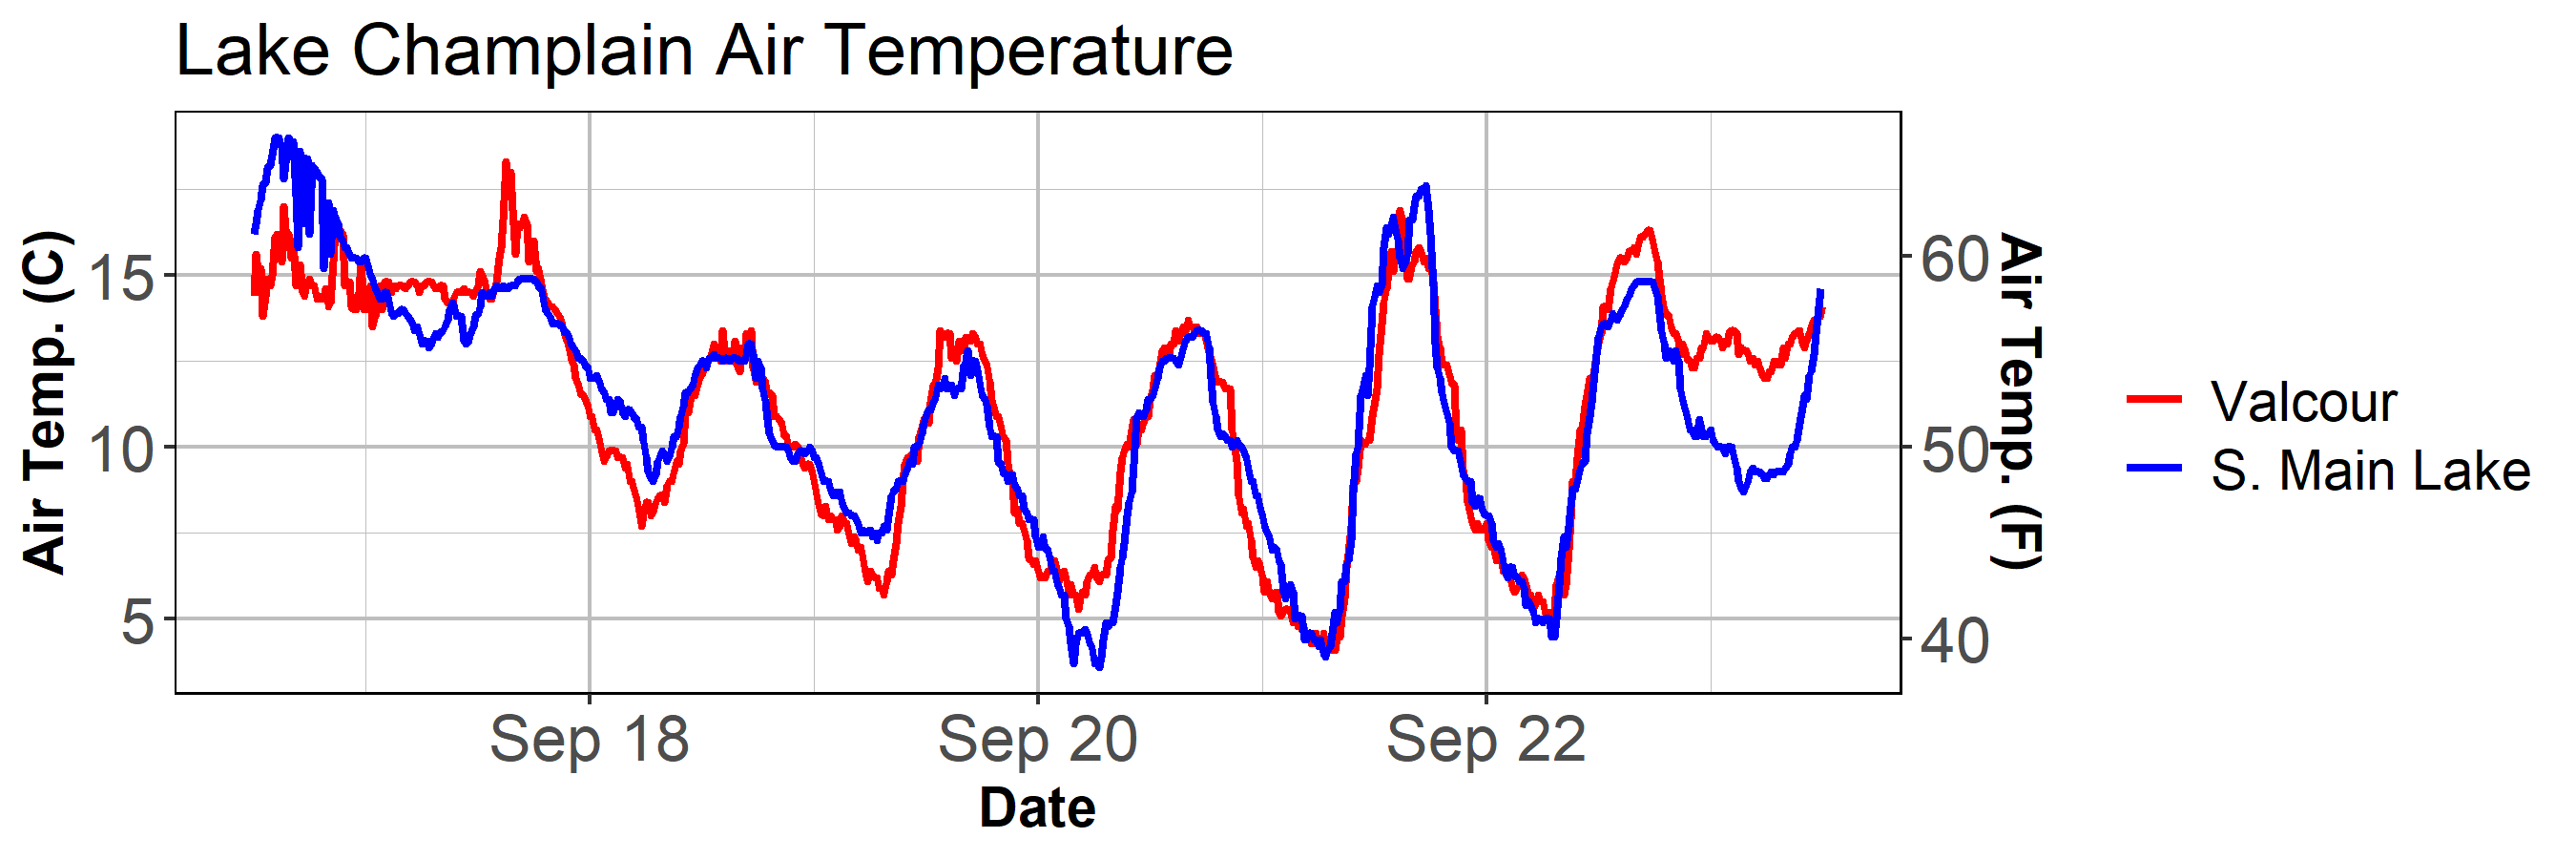 Lake Champlain Air Temperature
Air Temp. (C)
15
10
5
60
50
40
Air Temp. (F)
Sep 18
Sep 20
Sep 22
Date
Valcour
S. Main Lake